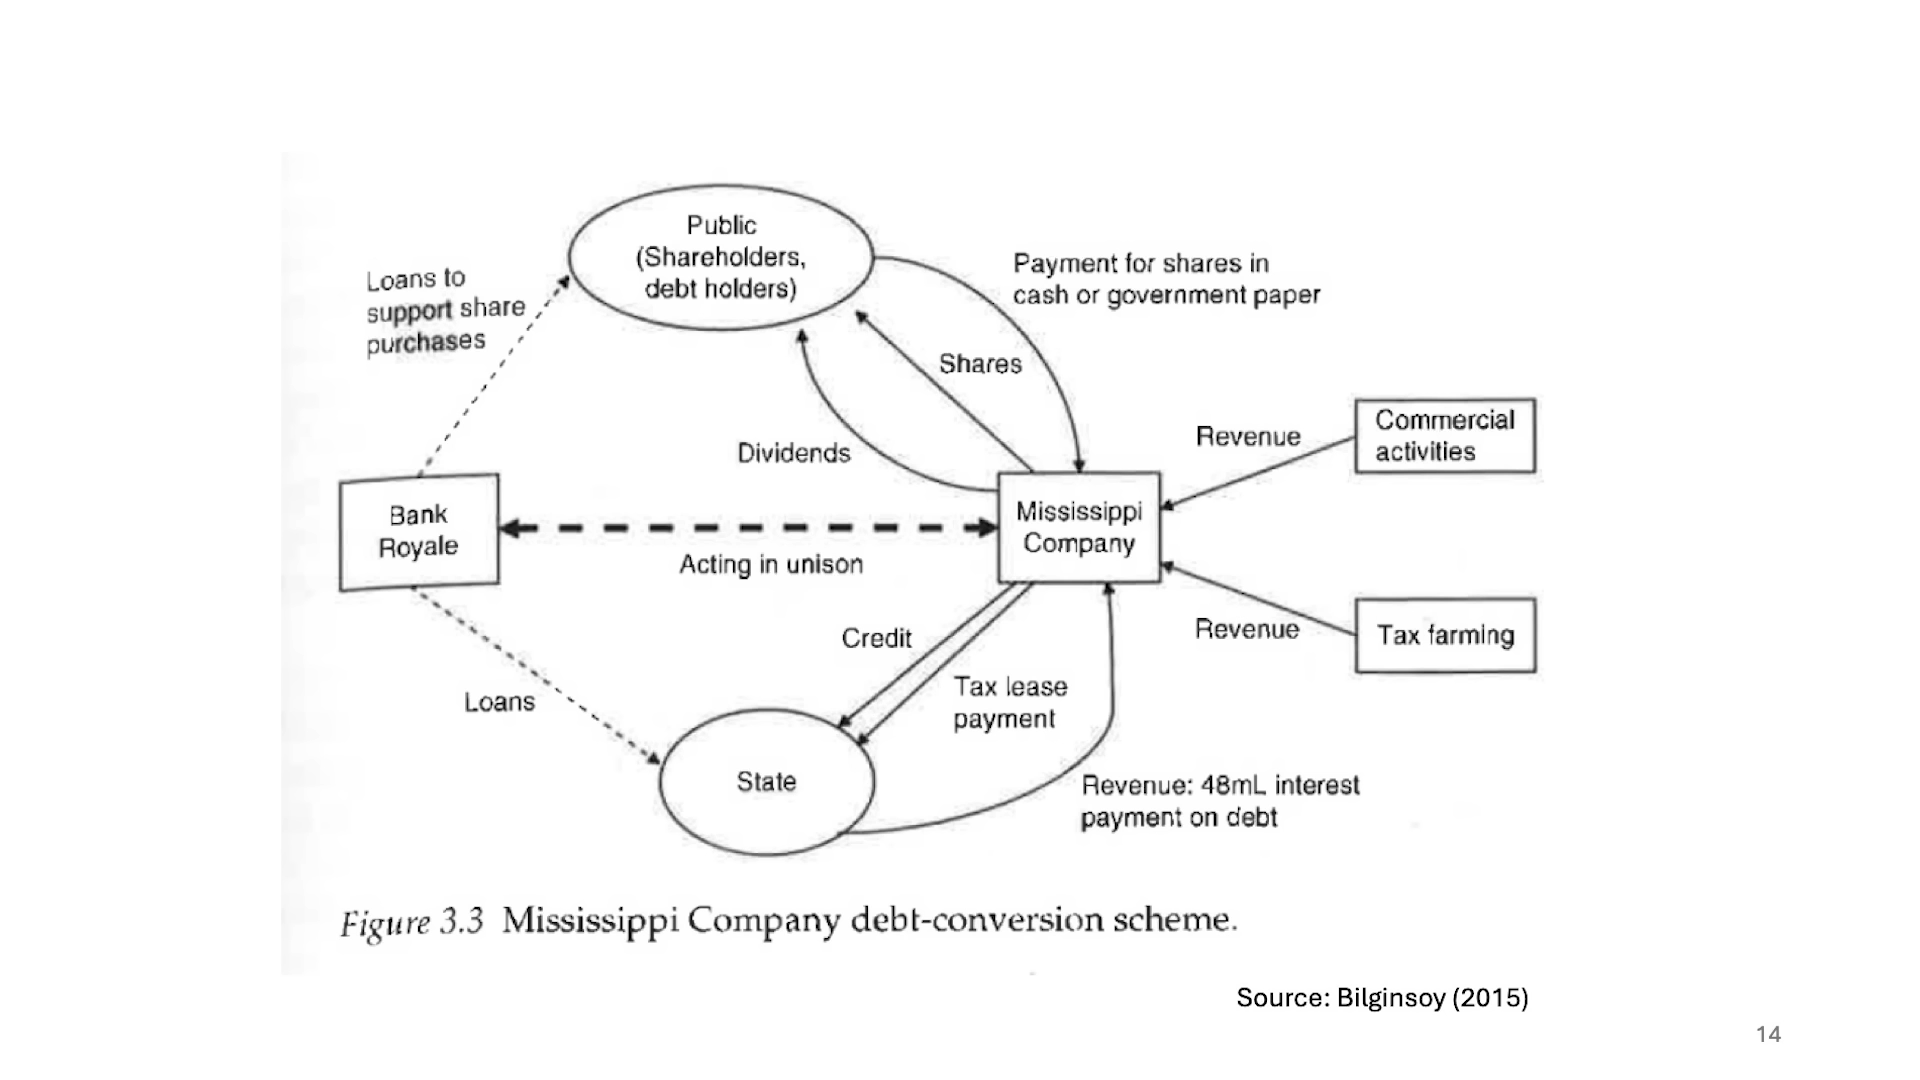 Public
(Shareholders,
debt holders)
Loans to
support share
purchases
Payment for shares in
cash or government paper
Shares
Dividends
Revenue
Commercial
activities
Bank
Royale
Acting in unison
Mississippi
Company
Revenue
Tax farming
Credit
Tax lease
payment
Loans
State
Revenue: 48mL interest
payment on debt
Figure 3.3 Mississippi Company debt-conversion scheme.
Source: Bilginsoy (2015)
14